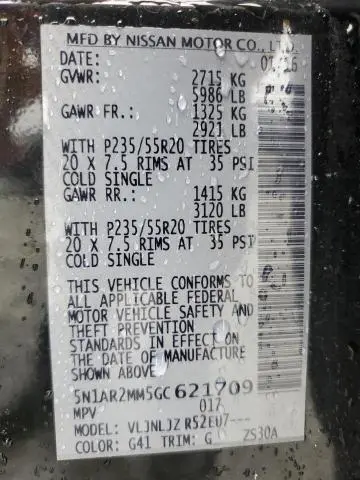 MFD BY NISSAN MOTOR CO., LTD.
DATE: 01/16
GVWR: 2715 KG
5986 LB
GAWR FR.: 1325 KG
2921 LB
WITH P235/55R20 TIRES
20 X 7.5 RIMS AT 35 PSI
COLD SINGLE
GAWR RR.: 1415 KG
3120 LB
WITH P235/55R20 TIRES
20 X 7.5 RIMS AT 35 PSI
COLD SINGLE
THIS VEHICLE CONFORMS TO
ALL APPLICABLE FEDERAL
MOTOR VEHICLE SAFETY AND
THEFT PREVENTION
STANDARDS IN EFFECT ON
THE DATE OF MANUFACTURE.
5N1AR2MM5GC621709
MPV 017
MODEL: VLJNLJZ R52EU7---
COLOR: G41 TRIM: G ZS30A